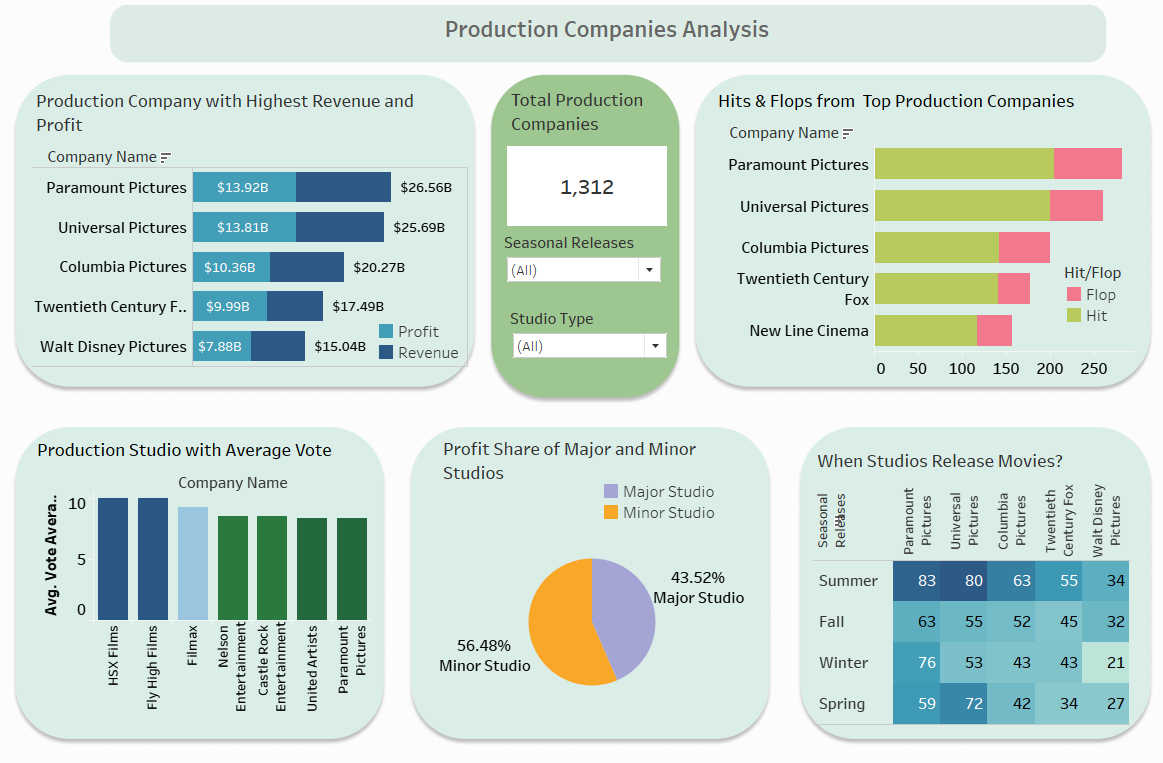 Production Companies Analysis
Production Company with Highest Revenue and
Profit
Company Name
Paramount Pictures $13.92B $26.56B
Universal Pictures $13.81B $25.69B
Columbia Pictures $10.36B $20.27B
Twentieth Century F.. $9.99B $17.49B
Walt Disney Pictures $7.88B $15.04B
Profit
Revenue
Total Production
Companies
1,312
Seasonal Releases
(All)
Studio Type
(All)
Hits & Flops from Top Production Companies
Company Name
Paramount Pictures
Universal Pictures
Columbia Pictures
Twentieth Century
Fox
New Line Cinema
Hit/Flop
Flop
Hit
0 50 100 150 200 250
Production Studio with Average Vote
Company Name
Avg. Vote Avera..
10
5
0
HSX Films
Fly High Films
Filmax
Nelson
Entertainment
Castle Rock
Entertainment
United Artists
Paramount
Pictures
Profit Share of Major and Minor
Studios
Major Studio
Minor Studio
43.52%
Major Studio
56.48%
Minor Studio
When Studios Release Movies?
Seasonal
Releases
Paramount
Pictures
Universal
Pictures
Columbia
Pictures
Twentieth
Century Fox
Walt Disney
Pictures
Summer 83 80 63 55 34
Fall 63 55 52 45 32
Winter 76 53 43 43 21
Spring 59 72 42 34 27